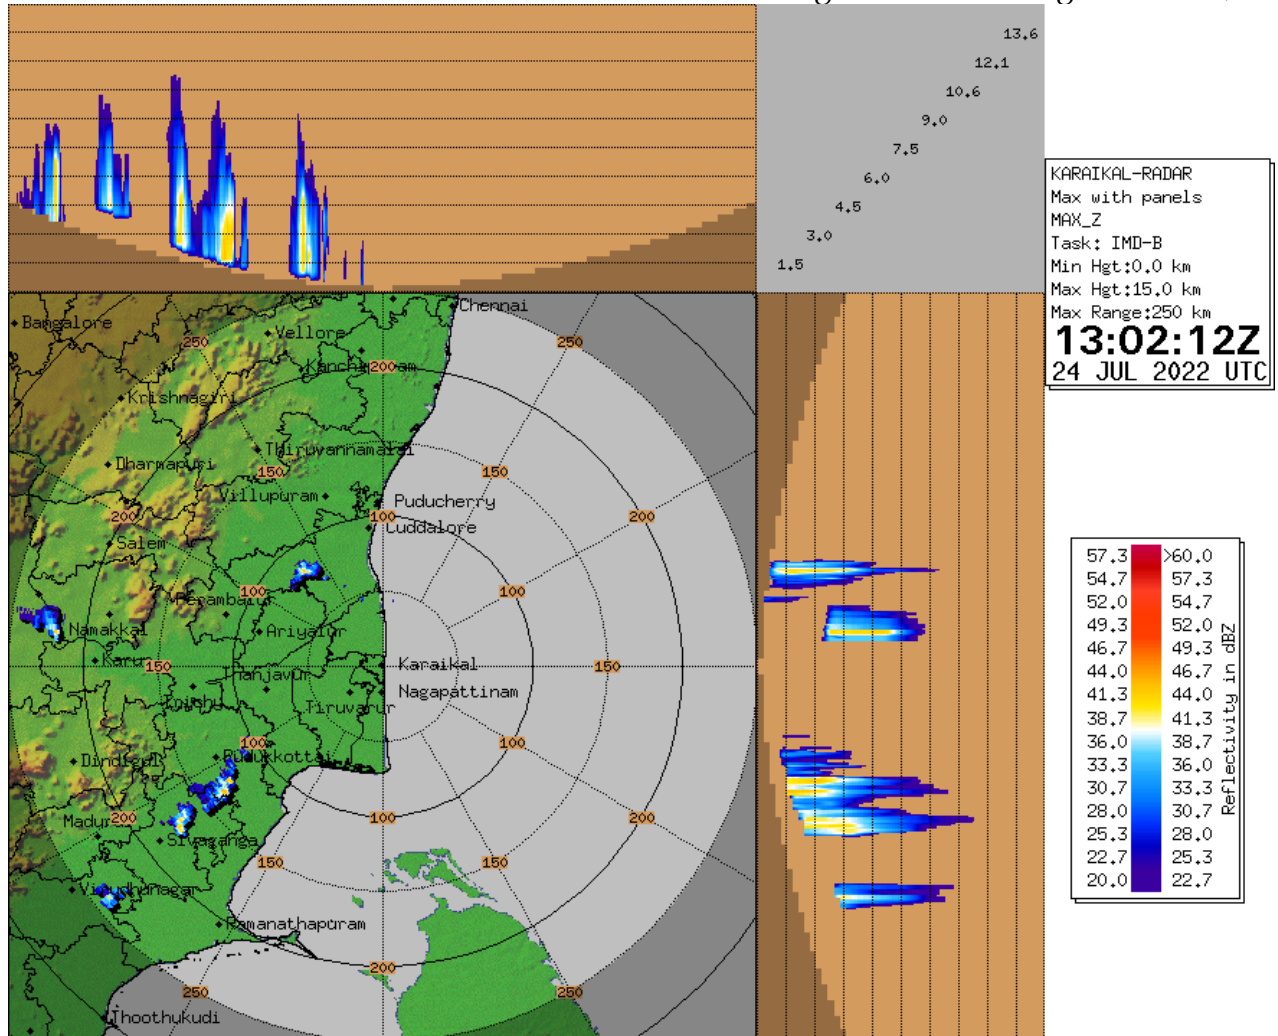 13.6
12.1
10.6
9.0
7.5
6.0
4.5
3.0
1.5
KARAIKAL-RADAR
Max with panels
MAX_Z
Task: IMD-B
Min Hgt:0.0 km
Max Hgt:15.0 km
Max Range:250 km
13:02:12Z
24 JUL 2022 UTC
Chennai
Bangalore
Vellore
250
250
200
Krishnagiri
Thiruvannamalai
Dharmapuri
150
150
Villupuram
Puducherry
200
100
200
Cuddalore
Salem
100
100
Perambalur
Namakkal
Ariyalur
Karur
150
Karaikal
150
Thanjavur
Nagapattinam
Tiruvarur
100
100
Pudukkottai
Dindigul
200
100
200
Sivaganga
150
150
Virudhunagar
Ramanathapuram
200
250
250
Thoothukudi
57.3 >60.0
54.7 57.3
52.0 54.7
49.3 52.0
46.7 49.3
44.0 46.7
41.3 44.0
38.7 41.3
36.0 38.7
33.3 36.0
30.7 33.3
28.0 30.7
25.3 28.0
22.7 25.3
20.0 22.7
Reflectivity in dBZ